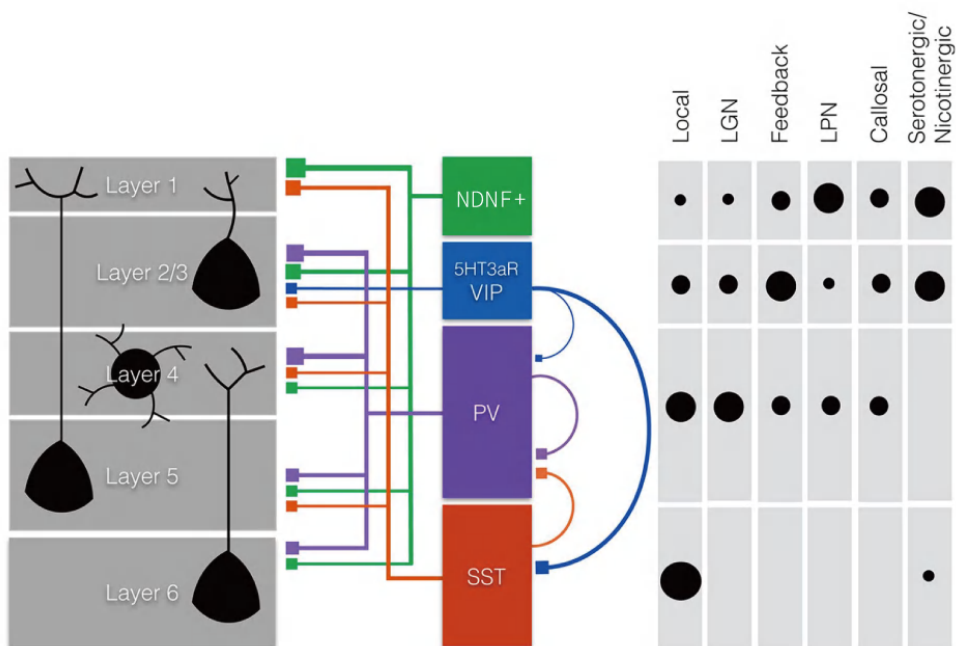 Local
LGN
Feedback
LPN
Callosal
Serotonergic/
Nicotinergic
Layer 1
NDNF+
Layer 2/3
5HT3aR
VIP
Layer 4
PV
Layer 5
SST
Layer 6